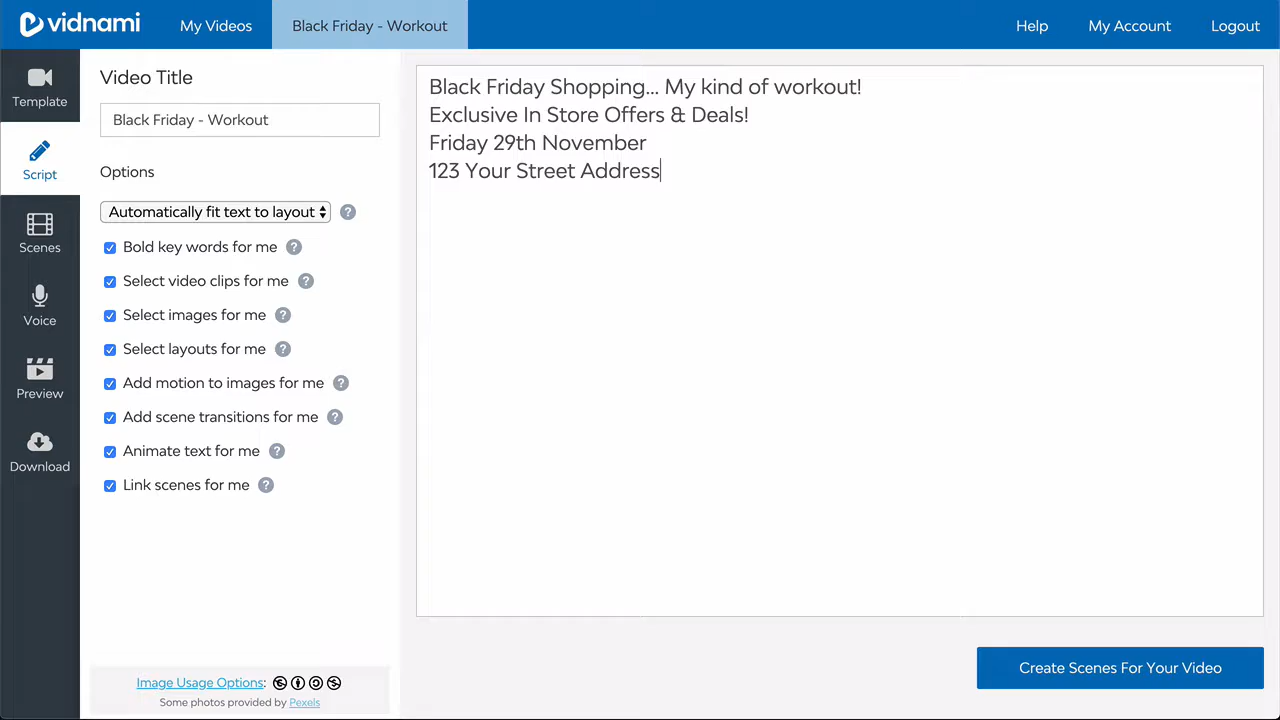 vidnami
My Videos
Black Friday - Workout
Help
My Account
Logout
Template
Script
Scenes
Voice
Preview
Download
Video Title
Black Friday - Workout
Options
Automatically fit text to layout
?
Bold key words for me
?
Select video clips for me
?
Select images for me
?
Select layouts for me
?
Add motion to images for me
?
Add scene transitions for me
?
Animate text for me
?
Link scenes for me
?
Image Usage Options:
Some photos provided by Pexels
Black Friday Shopping... My kind of workout!
Exclusive In Store Offers & Deals!
Friday 29th November
123 Your Street Address
Create Scenes For Your Video